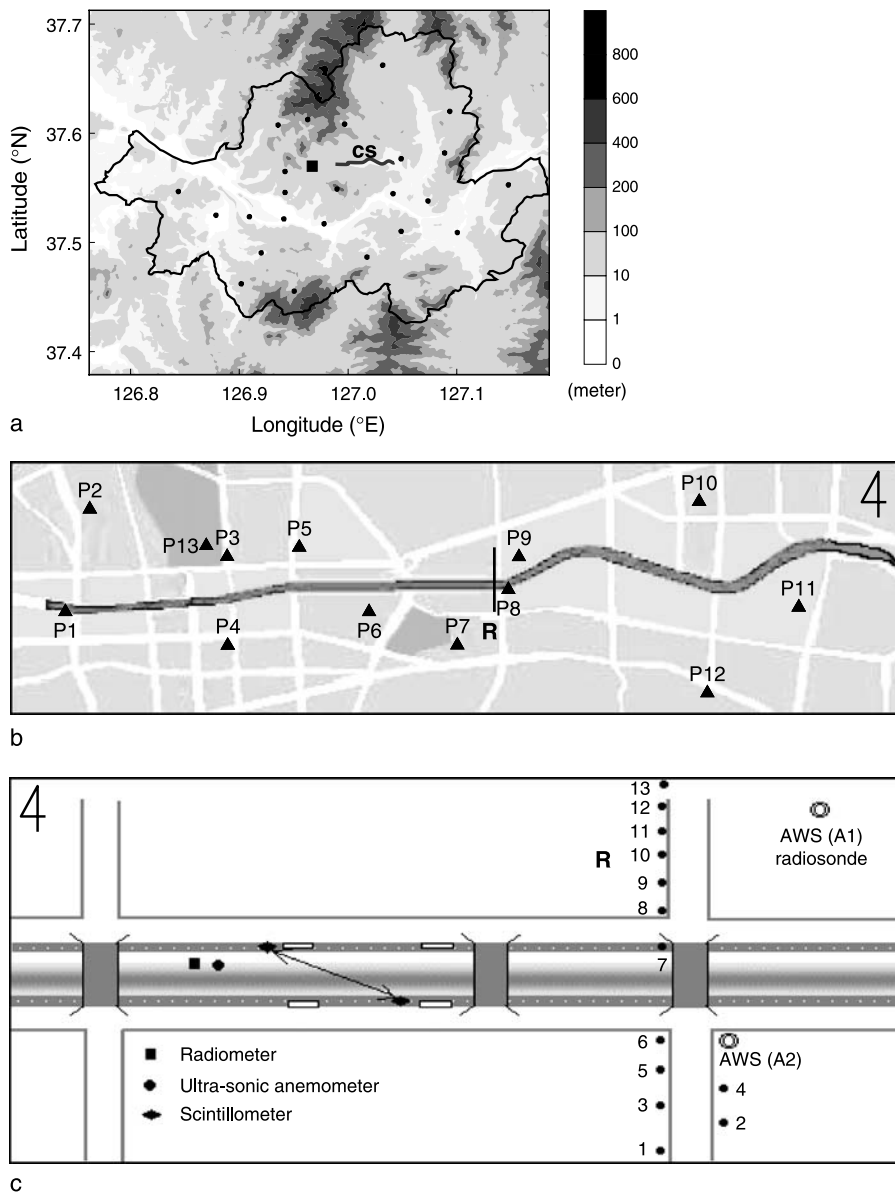 37.7
37.6
37.5
37.4
Latitude (°N)
cs
126.8 126.9 127.0 127.1
Longitude (°E)
800
600
400
200
100
10
1
0
(meter)
a
P2
P10
4
P13 P3 P5 P9
P8
P11
P1 P4 P6 P7 R
P12
b
4
13
12
11
R 10
9
8
AWS (A1)
radiosonde
7
6
5
3
1
AWS (A2)
4
2
Radiometer
Ultra-sonic anemometer
Scintillometer
c